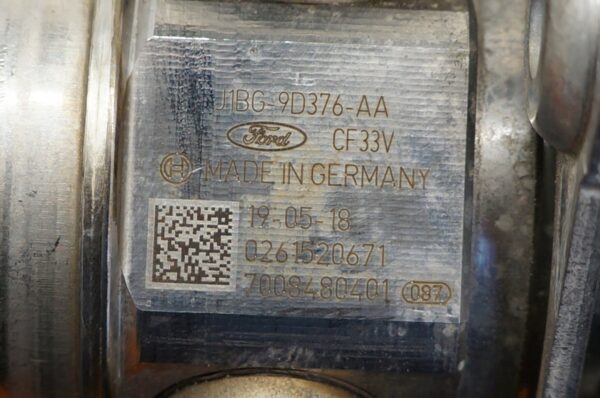 J1BG-9D376-AA
Ford CF33V
MADE IN GERMANY
19-05-18
0261520671
7008480401 087